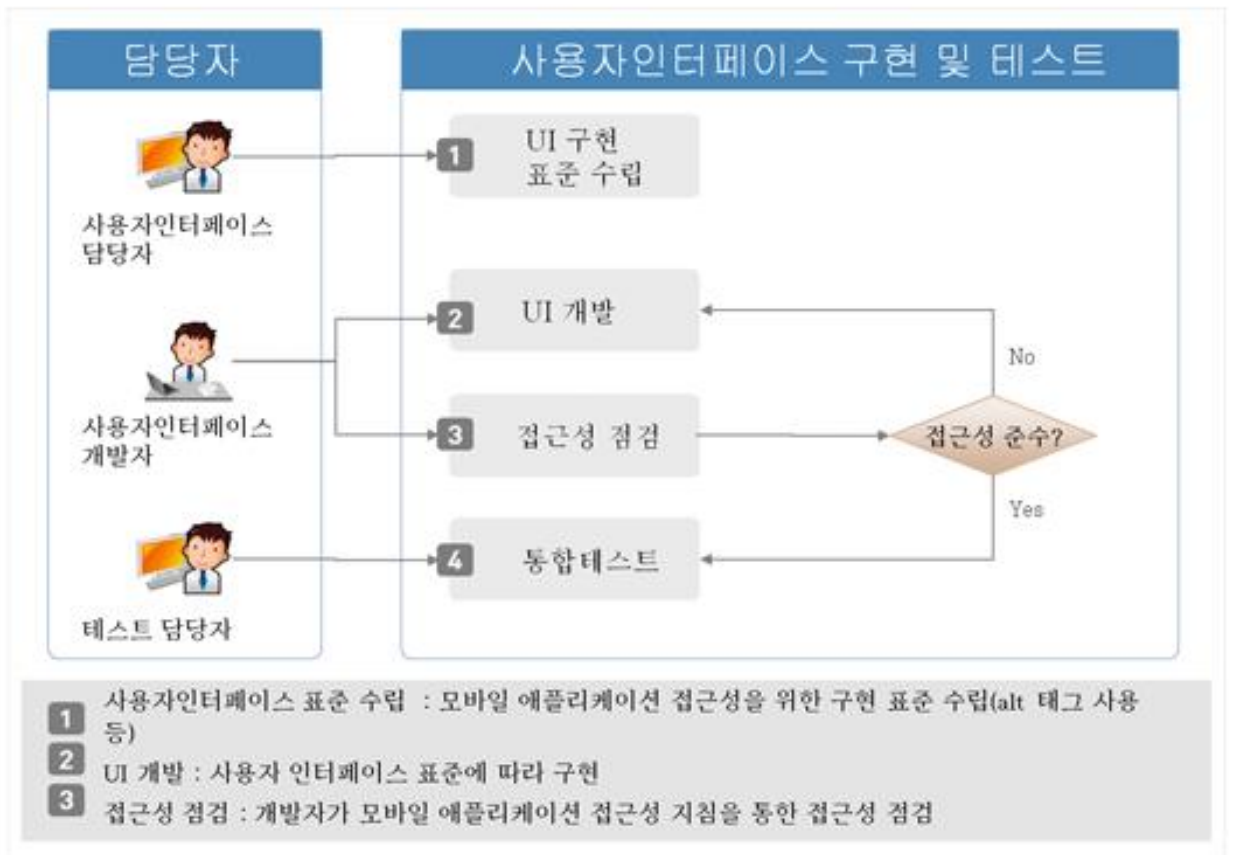 담당자
사용자인터페이스 구현 및 테스트
사용자인터페이스
담당자
1
UI 구현
표준 수립
사용자인터페이스
개발자
2
UI 개발
No
3
접근성 점검
접근성 준수?
Yes
테스트 담당자
4
통합테스트
1 사용자인터페이스 표준 수립 : 모바일 애플리케이션 접근성을 위한 구현 표준 수립(alt 태그 사용
등)
2 UI 개발 : 사용자 인터페이스 표준에 따라 구현
3 접근성 점검 : 개발자가 모바일 애플리케이션 접근성 지침을 통한 접근성 점검